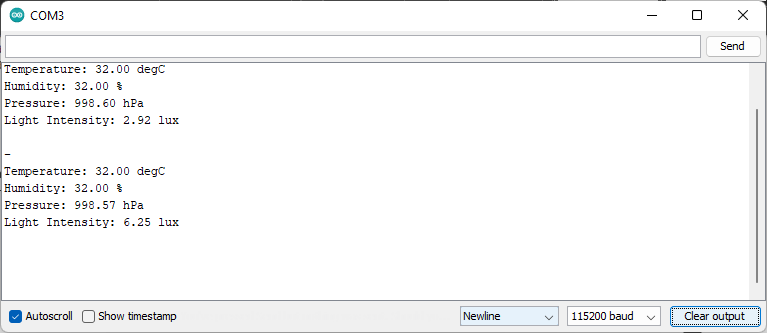 COM3
Send
Temperature: 32.00 degC
Humidity: 32.00 %
Pressure: 998.60 hPa
Light Intensity: 2.92 lux
-
Temperature: 32.00 degC
Humidity: 32.00 %
Pressure: 998.57 hPa
Light Intensity: 6.25 lux
Autoscroll Show timestamp Newline 115200 baud Clear output